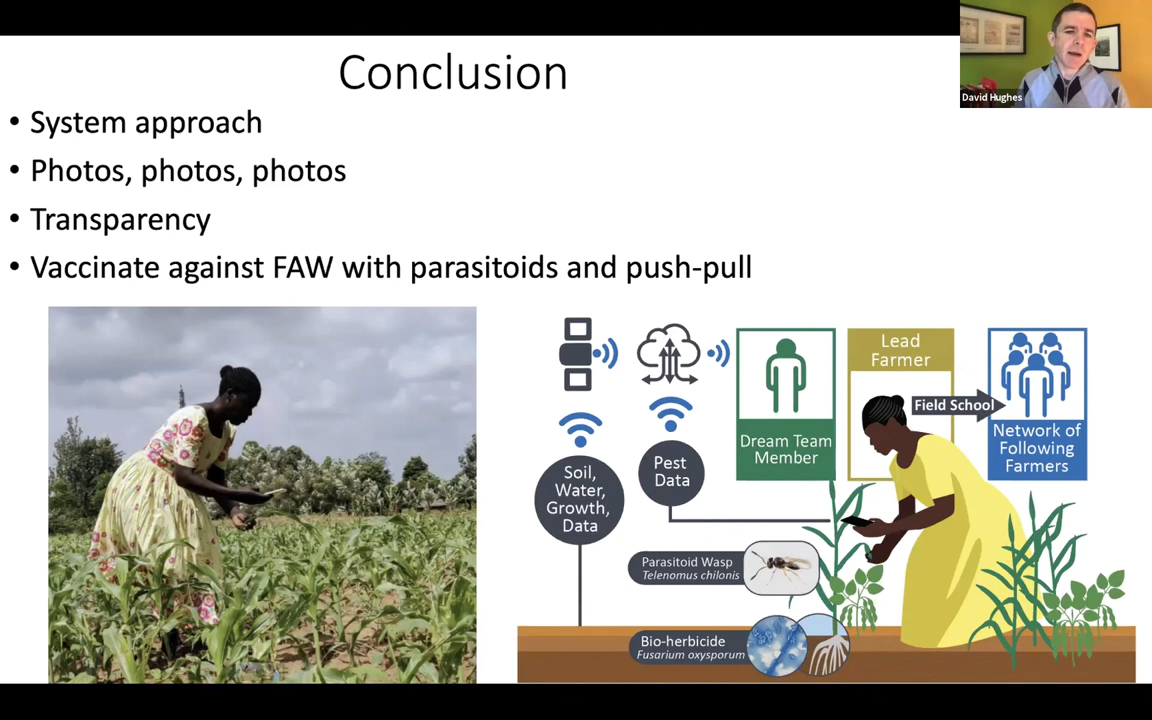 David Hughes
Conclusion
• System approach
• Photos, photos, photos
• Transparency
• Vaccinate against FAW with parasitoids and push-pull
Soil,
Water,
Growth,
Data
Pest
Data
Dream Team
Member
Lead
Farmer
Field School
Network of
Following
Farmers
Parasitoid Wasp
Telenomus chilonis
Bio-herbicide
Fusarium oxysporum